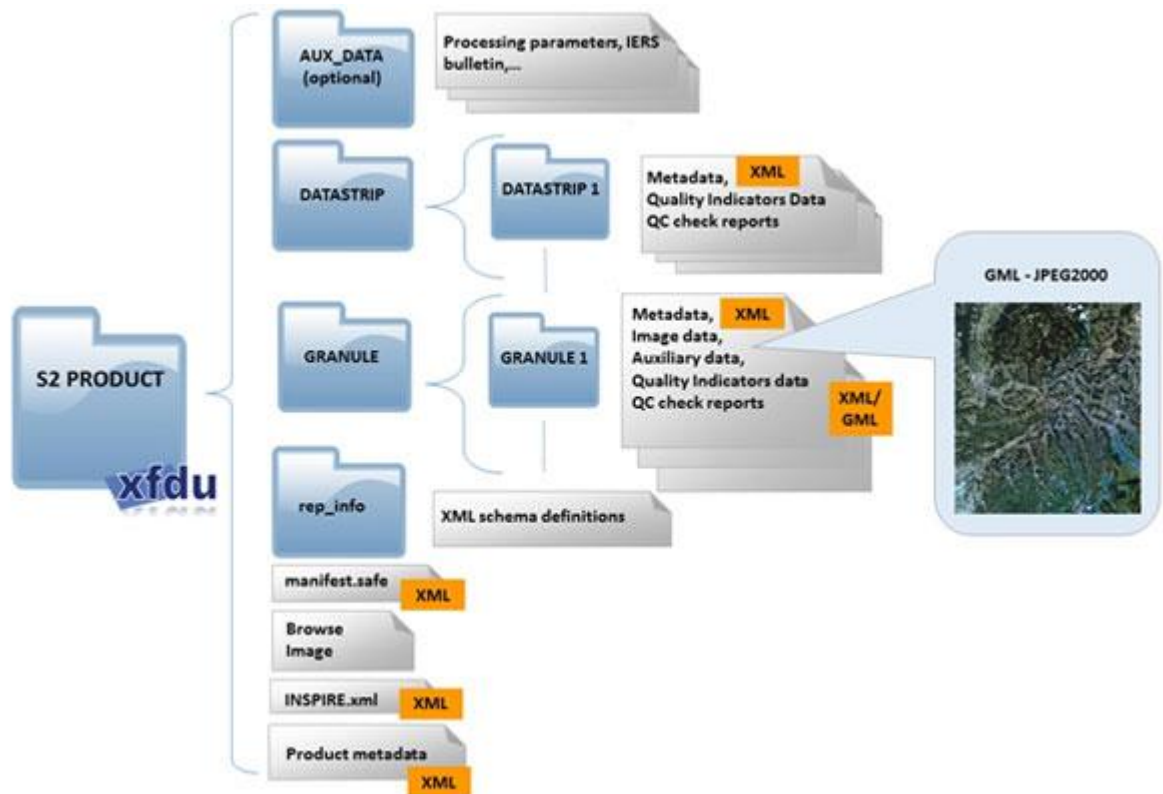 AUX_DATA
(optional)
Processing parameters, IERS
bulletin,...
DATASTRIP
DATASTRIP 1
Metadata,
XML
Quality Indicators Data
QC check reports
GML - JPEG2000
S2 PRODUCT
xfdu
GRANULE
GRANULE 1
Metadata,
XML
Image data,
Auxiliary data,
Quality Indicators data
QC check reports
XML/
GML
rep_info
XML schema definitions
manifest.safe
XML
Browse
Image
INSPIRE.xml
XML
Product metadata
XML